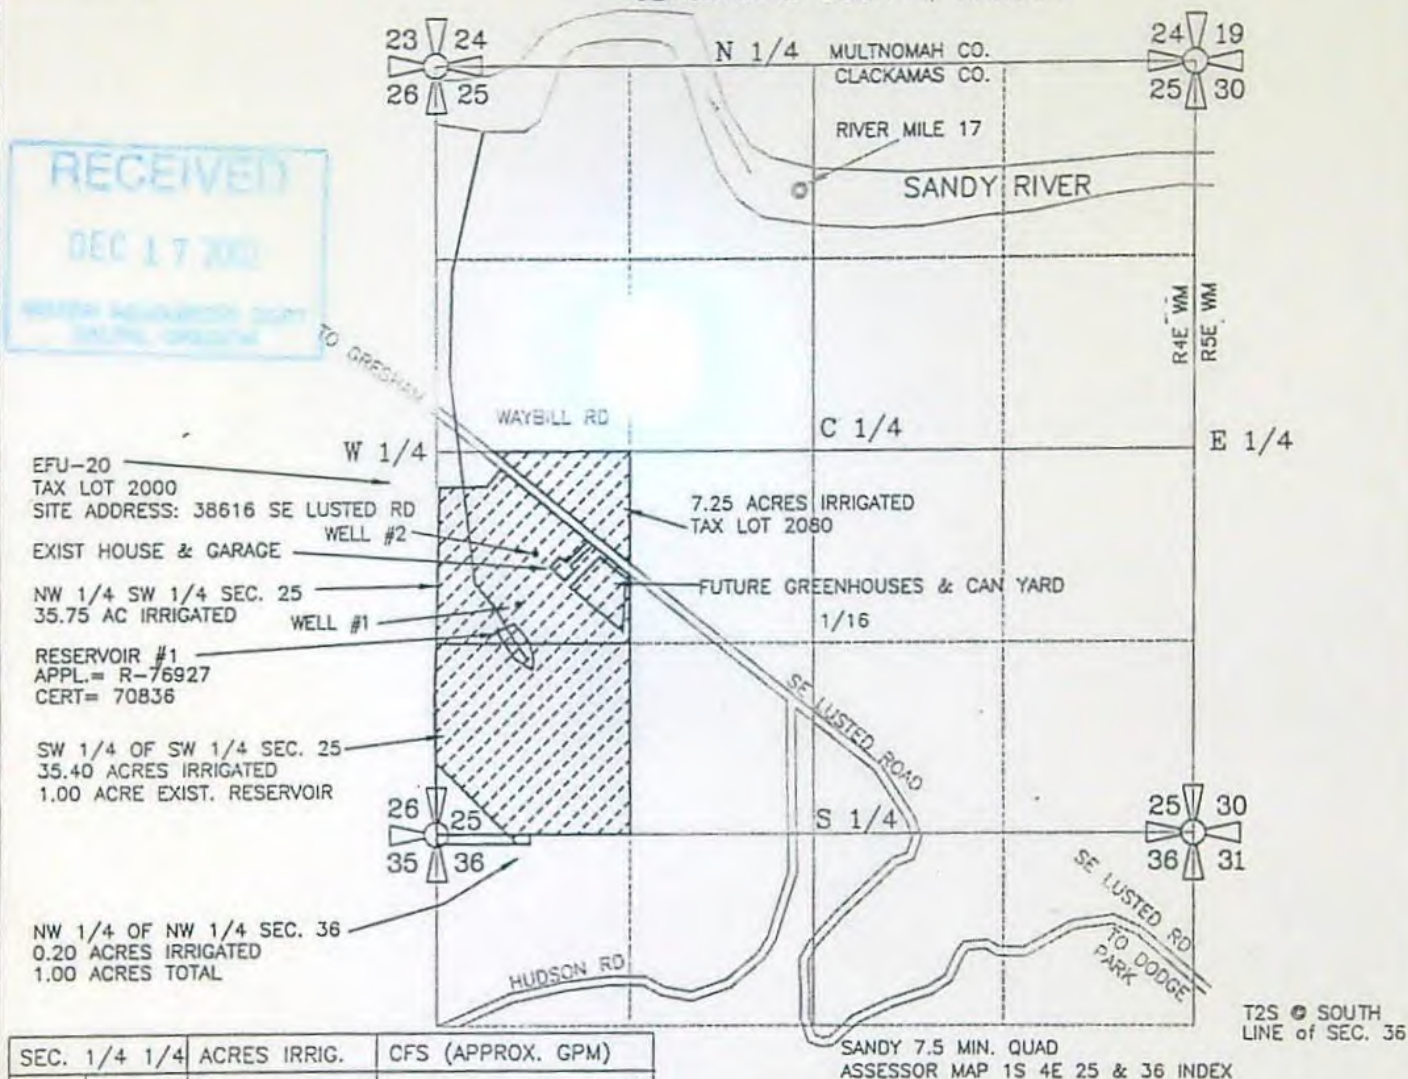 23 24
26 25
N 1/4
MULTNOMAH CO.
CLACKAMAS CO.
24 19
25 30
RIVER MILE 17
SANDY RIVER
RECEIVED
DEC 17
R4E WM
R5E WM
TO GRESHAM
WAYBILL RD
W 1/4
C 1/4
E 1/4
EFU-20
TAX LOT 2000
SITE ADDRESS: 38616 SE LUSTED RD
WELL #2
EXIST HOUSE & GARAGE
7.25 ACRES IRRIGATED
TAX LOT 2080
NW 1/4 SW 1/4 SEC. 25
35.75 AC IRRIGATED
WELL #1
FUTURE GREENHOUSES & CAN YARD
1/16
RESERVOIR #1
APPL.= R-76927
CERT= 70836
SE LUSTED ROAD
SW 1/4 OF SW 1/4 SEC. 25
35.40 ACRES IRRIGATED
1.00 ACRE EXIST. RESERVOIR
26 25
35 36
S 1/4
25 30
36 31
SE LUSTED RD
TO DODGE
PARK
NW 1/4 OF NW 1/4 SEC. 36
0.20 ACRES IRRIGATED
1.00 ACRES TOTAL
HUDSON RD
T2S @ SOUTH
LINE of SEC. 36
SEC. 1/4 1/4 ACRES IRRIG. CFS (APPROX. GPM)
SANDY 7.5 MIN. QUAD
ASSESSOR MAP 1S 4E 25 & 36 INDEX